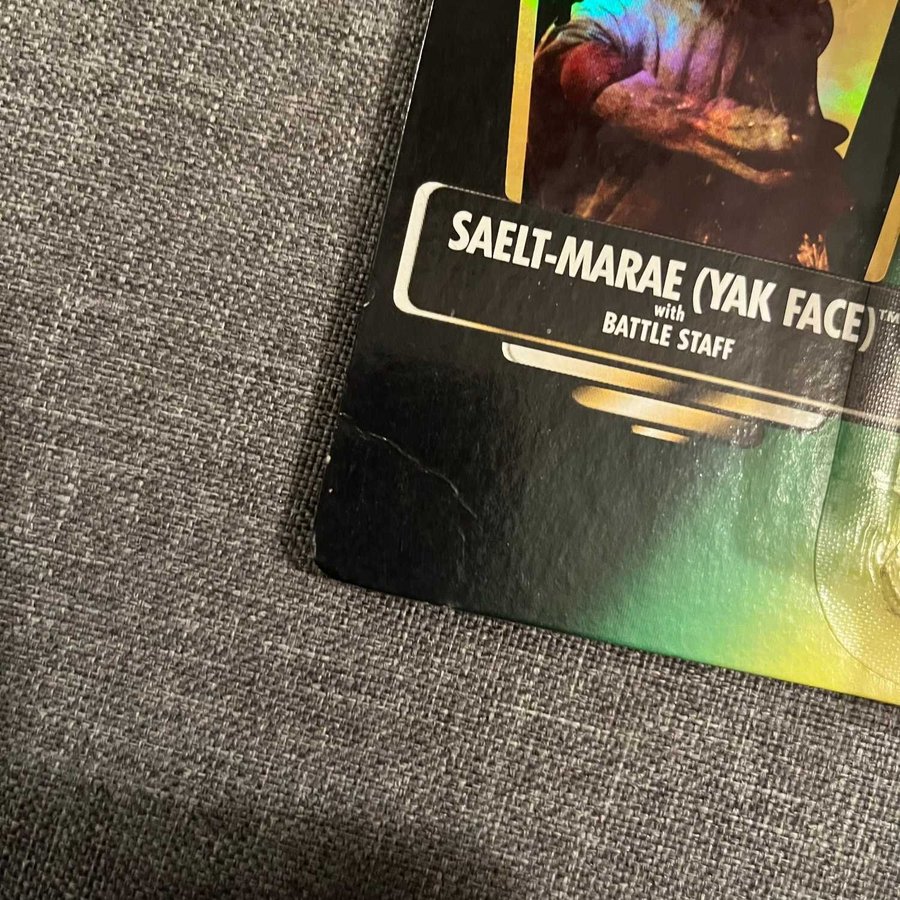 SAELT-MARAE (YAK FACE)™
with
BATTLE STAFF